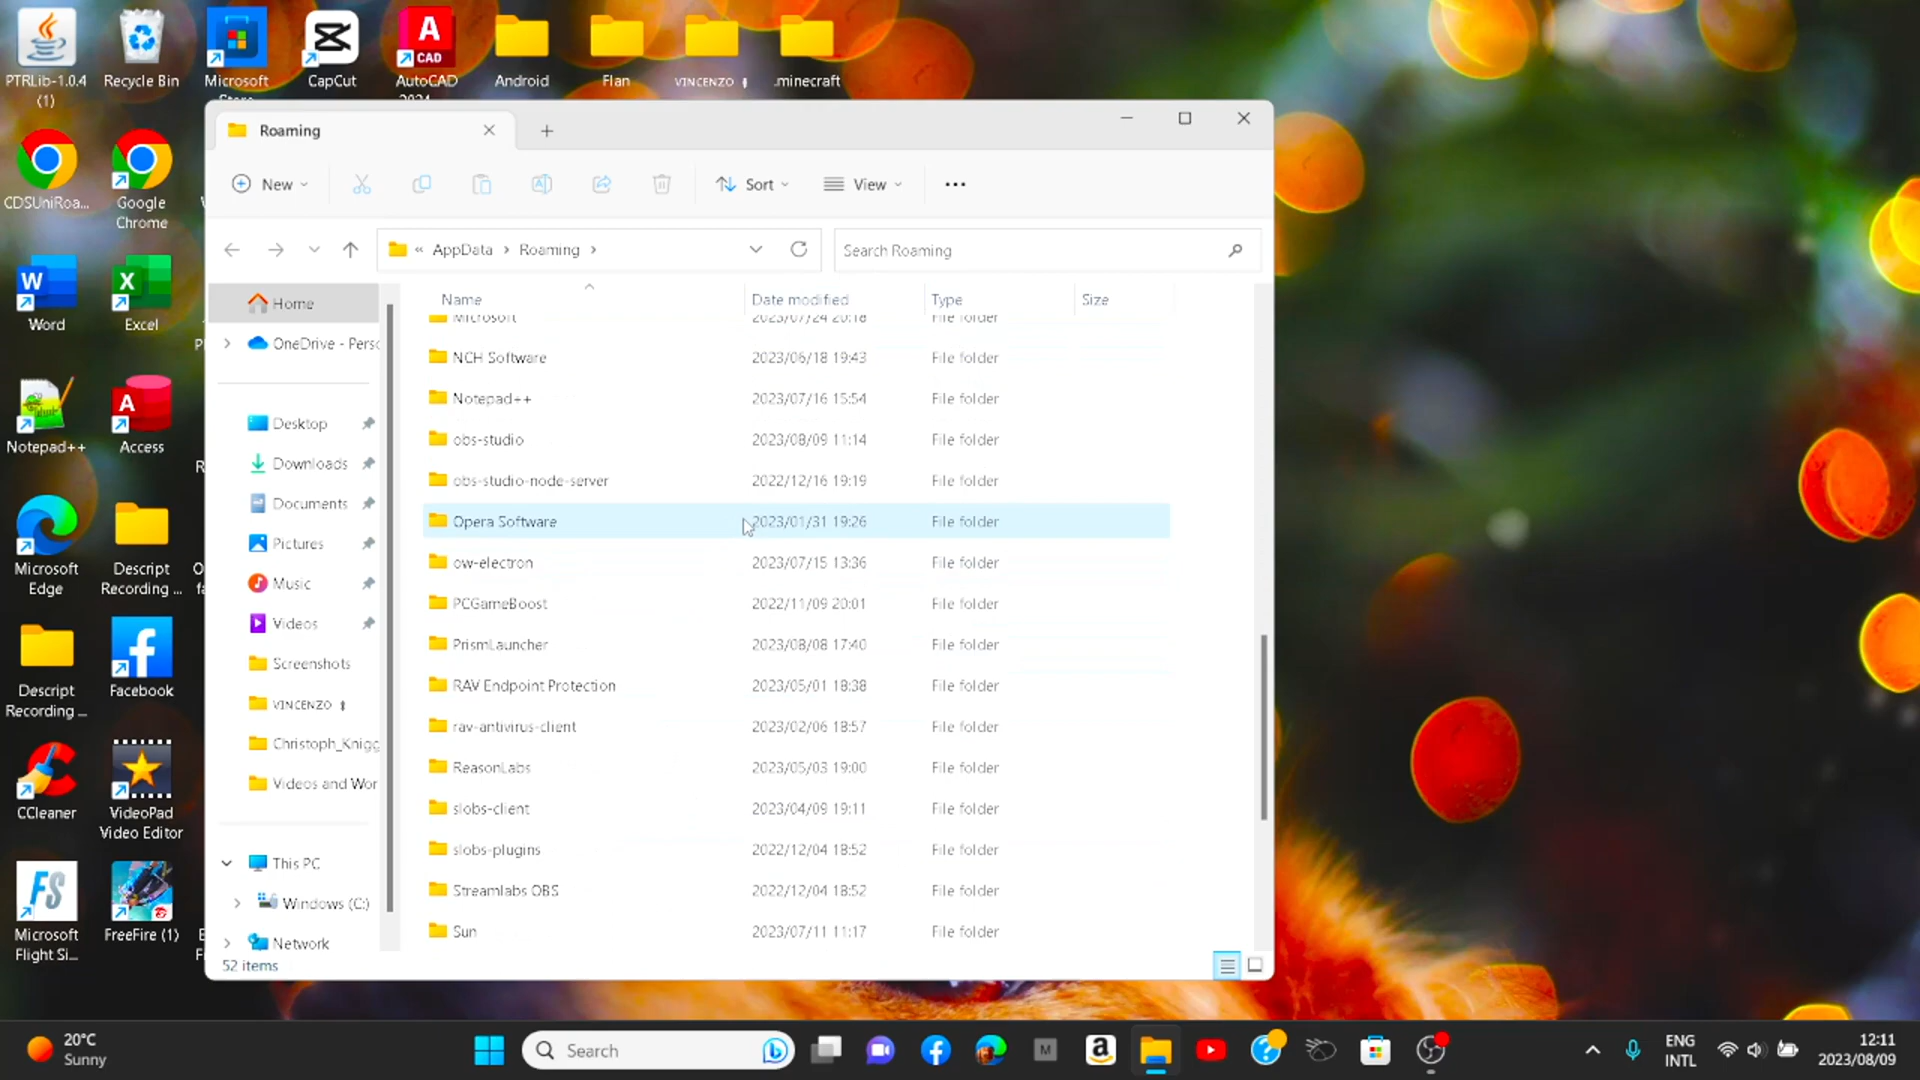 PTRLib-1.0.4
(1)
Recycle Bin
Microsoft
CapCut
AutoCAD
Android
Flan
VINCENZO
.minecraft
CDSUniRoa...
Google
Chrome
Word
Excel
Notepad++
Access
Microsoft
Edge
Descript
Recording ...
Descript
Recording ...
Facebook
CCleaner
VideoPad
Video Editor
Microsoft
Flight Si...
FreeFire (1)
Roaming
New
Sort
View
« AppData > Roaming >
Search Roaming
Home
OneDrive - Perso
Desktop
Downloads
Documents
Pictures
Music
Videos
Screenshots
VINCENZO
Christoph_Knigg
Videos and Wor
This PC
Windows (C:)
Network
Name Date modified Type Size
Microsoft 2023/07/24 20:18 File folder
NCH Software 2023/06/18 19:43 File folder
Notepad++ 2023/07/16 15:54 File folder
obs-studio 2023/08/09 11:14 File folder
obs-studio-node-server 2022/12/16 19:19 File folder
Opera Software 2023/01/31 19:26 File folder
ow-electron 2023/07/15 13:36 File folder
PCGameBoost 2022/11/09 20:01 File folder
PrismLauncher 2023/08/08 17:40 File folder
RAV Endpoint Protection 2023/05/01 18:38 File folder
rav-antivirus-client 2023/02/06 18:57 File folder
ReasonLabs 2023/05/03 19:00 File folder
slobs-client 2023/04/09 19:11 File folder
slobs-plugins 2022/12/04 18:52 File folder
Streamlabs OBS 2022/12/04 18:52 File folder
Sun 2023/07/11 11:17 File folder
52 items
20°C
Sunny
Search
ENG
INTL
12:11
2023/08/09